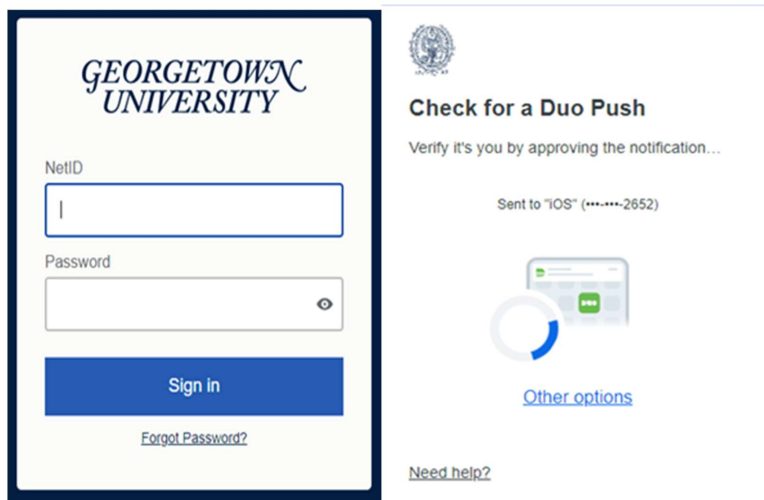 GEORGETOWN
UNIVERSITY
NetID
Password
Sign in
Forgot Password?
Check for a Duo Push
Verify it's you by approving the notification...
Sent to "iOS" (•••-•••-2652)
Other options
Need help?